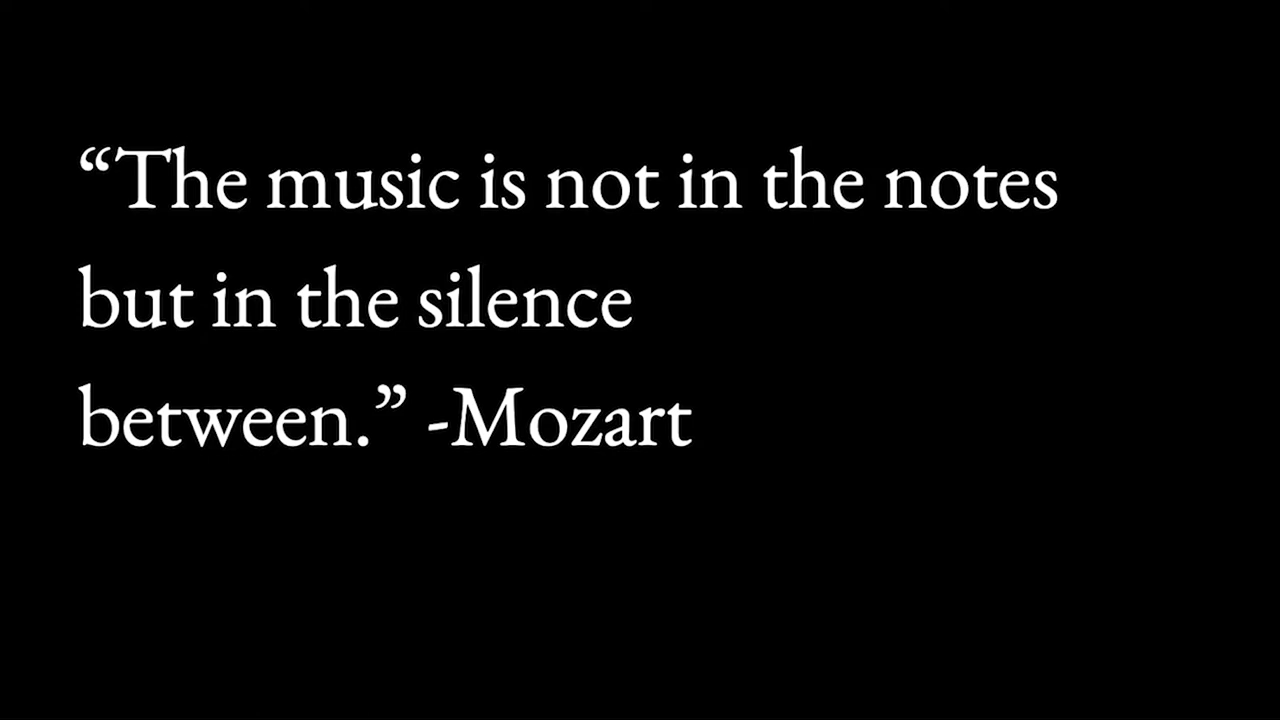 “The music is not in the notes
but in the silence
between.” -Mozart